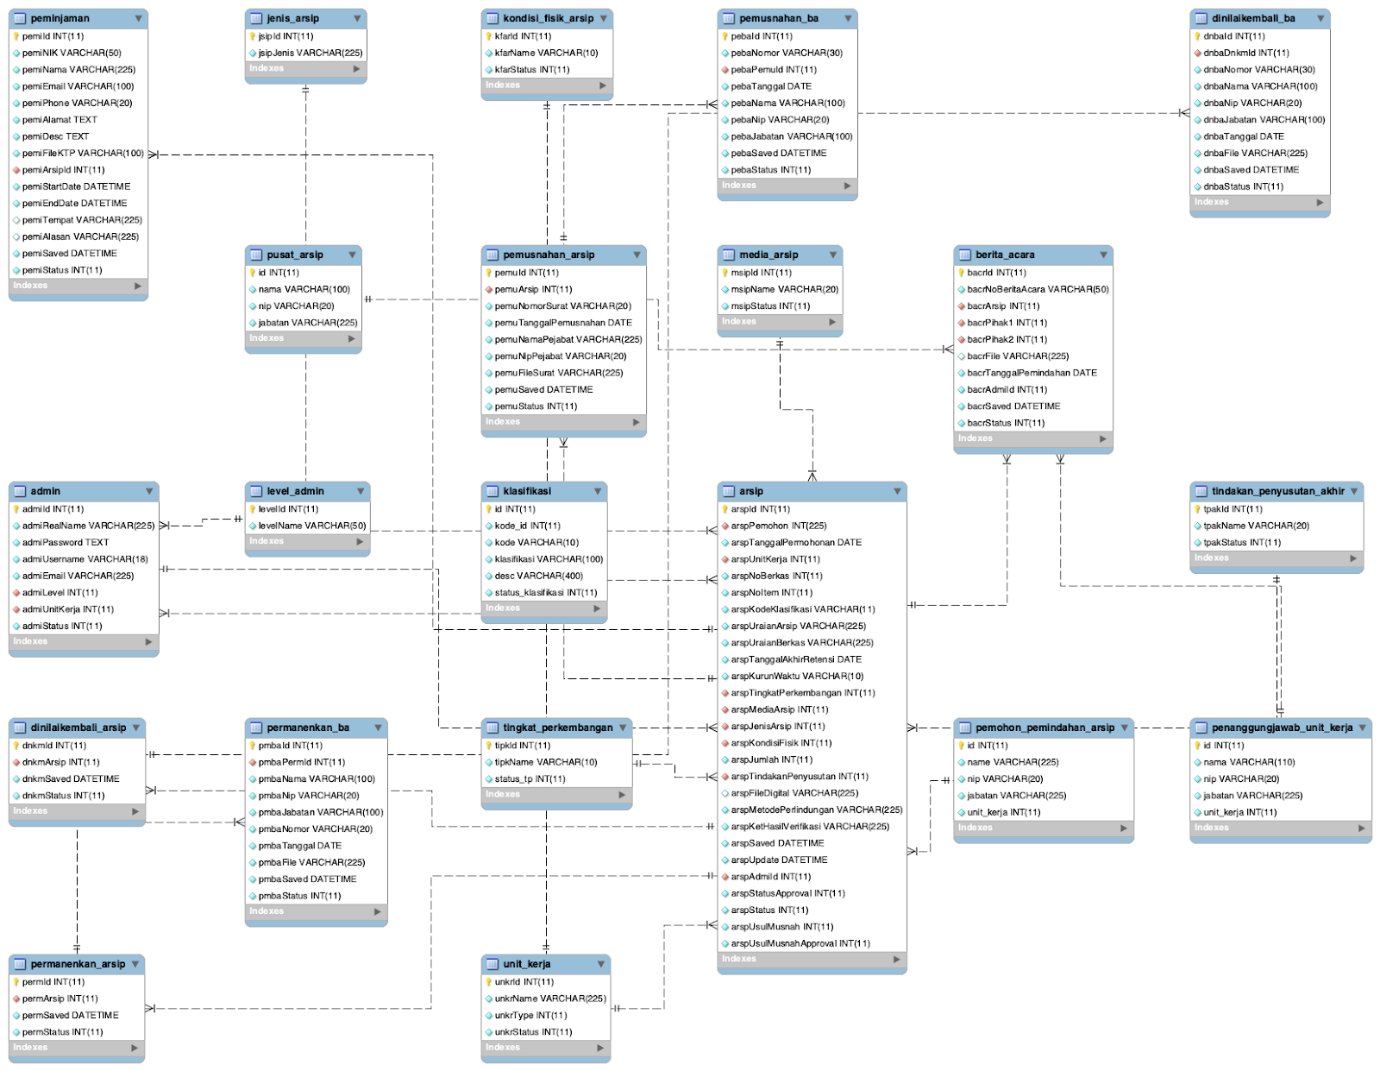 peminjaman
pemiId INT(11)
pemiNIK VARCHAR(50)
pemiNama VARCHAR(225)
pemiEmail VARCHAR(100)
pemiPhone VARCHAR(20)
pemiAlamat TEXT
pemiDesc TEXT
pemiFileKTP VARCHAR(100)
pemiArsipId INT(11)
pemiStartDate DATETIME
pemiEndDate DATETIME
pemiTempat VARCHAR(225)
pemiAlasan VARCHAR(225)
pemiSaved DATETIME
pemiStatus INT(11)
Indexes
jenis_arsip
jsipId INT(11)
jsipJenis VARCHAR(225)
Indexes
kondisi_fisik_arsip
kfarId INT(11)
kfarName VARCHAR(10)
kfarStatus INT(11)
Indexes
pemusnahan_ba
pebaId INT(11)
pebaNomor VARCHAR(30)
pebaPemuId INT(11)
pebaTanggal DATE
pebaNama VARCHAR(100)
pebaNip VARCHAR(20)
pebaJabatan VARCHAR(100)
pebaSaved DATETIME
pebaStatus INT(11)
Indexes
dinilaikembali_ba
dnbaId INT(11)
dnbaDnkmId INT(11)
dnbaNomor VARCHAR(30)
dnbaNama VARCHAR(100)
dnbaNip VARCHAR(20)
dnbaJabatan VARCHAR(100)
dnbaTanggal DATE
dnbaFile VARCHAR(225)
dnbaSaved DATETIME
dnbaStatus INT(11)
Indexes
pusat_arsip
id INT(11)
nama VARCHAR(100)
nip VARCHAR(20)
jabatan VARCHAR(225)
Indexes
pemusnahan_arsip
pemuId INT(11)
pemuArsip INT(11)
pemuNomorSurat VARCHAR(20)
pemuTanggalPemusnahan DATE
pemuNamaPejabat VARCHAR(225)
pemuNipPejabat VARCHAR(20)
pemuFileSurat VARCHAR(225)
pemuSaved DATETIME
pemuStatus INT(11)
Indexes
media_arsip
msipId INT(11)
msipName VARCHAR(20)
msipStatus INT(11)
Indexes
berita_acara
bacrId INT(11)
bacrNoBeritaAcara VARCHAR(50)
bacrArsip INT(11)
bacrPihak1 INT(11)
bacrPihak2 INT(11)
bacrFile VARCHAR(225)
bacrTanggalPemindahan DATE
bacrAdmiId INT(11)
bacrSaved DATETIME
bacrStatus INT(11)
Indexes
admin
admiId INT(11)
admiRealName VARCHAR(225)
admiPassword TEXT
admiUsername VARCHAR(18)
admiEmail VARCHAR(225)
admiLevel INT(11)
admiUnitKerja INT(11)
admiStatus INT(11)
Indexes
level_admin
levelId INT(11)
levelName VARCHAR(50)
Indexes
klasifikasi
id INT(11)
kode_id INT(11)
kode VARCHAR(10)
klasifikasi VARCHAR(100)
desc VARCHAR(400)
status_klasifikasi INT(11)
Indexes
arsip
arspId INT(11)
arspPemohon INT(225)
arspTanggalPermohonan DATE
arspUnitKerja INT(11)
arspNoBerkas INT(11)
arspNoItem INT(11)
arspKodeKlasifikasi VARCHAR(11)
arspUraianArsip VARCHAR(225)
arspUraianBerkas VARCHAR(225)
arspTanggalAkhirRetensi DATE
arspKurunWaktu VARCHAR(10)
arspTingkatPerkembangan INT(11)
arspMediaArsip INT(11)
arspJenisArsip INT(11)
arspKondisiFisik INT(11)
arspJumlah INT(11)
arspTindakanPenyusutan INT(11)
arspFileDigital VARCHAR(225)
arspMetodePerlindungan VARCHAR(225)
arspKetHasilVerifikasi VARCHAR(225)
arspSaved DATETIME
arspUpdate DATETIME
arspAdmiId INT(11)
arspStatusApproval INT(11)
arspStatus INT(11)
arspUsulMusnah INT(11)
arspUsulMusnahApproval INT(11)
Indexes
tindakan_penyusutan_akhir
tpakId INT(11)
tpakName VARCHAR(20)
tpakStatus INT(11)
Indexes
dinilaikembali_arsip
dnkmId INT(11)
dnkmArsip INT(11)
dnkmSaved DATETIME
dnkmStatus INT(11)
Indexes
permanenkan_ba
pmbaId INT(11)
pmbaPermId INT(11)
pmbaNama VARCHAR(100)
pmbaNip VARCHAR(20)
pmbaJabatan VARCHAR(100)
pmbaNomor VARCHAR(20)
pmbaTanggal DATE
pmbaFile VARCHAR(225)
pmbaSaved DATETIME
pmbaStatus INT(11)
Indexes
tingkat_perkembangan
tipkId INT(11)
tipkName VARCHAR(10)
status_tp INT(11)
Indexes
pemohon_pemindahan_arsip
id INT(11)
name VARCHAR(225)
nip VARCHAR(20)
jabatan VARCHAR(225)
unit_kerja INT(11)
Indexes
penanggungjawab_unit_kerja
id INT(11)
nama VARCHAR(110)
nip VARCHAR(20)
jabatan VARCHAR(225)
unit_kerja INT(11)
Indexes
permanenkan_arsip
permId INT(11)
permArsip INT(11)
permSaved DATETIME
permStatus INT(11)
Indexes
unit_kerja
unkrId INT(11)
unkrName VARCHAR(225)
unkrType INT(11)
unkrStatus INT(11)
Indexes